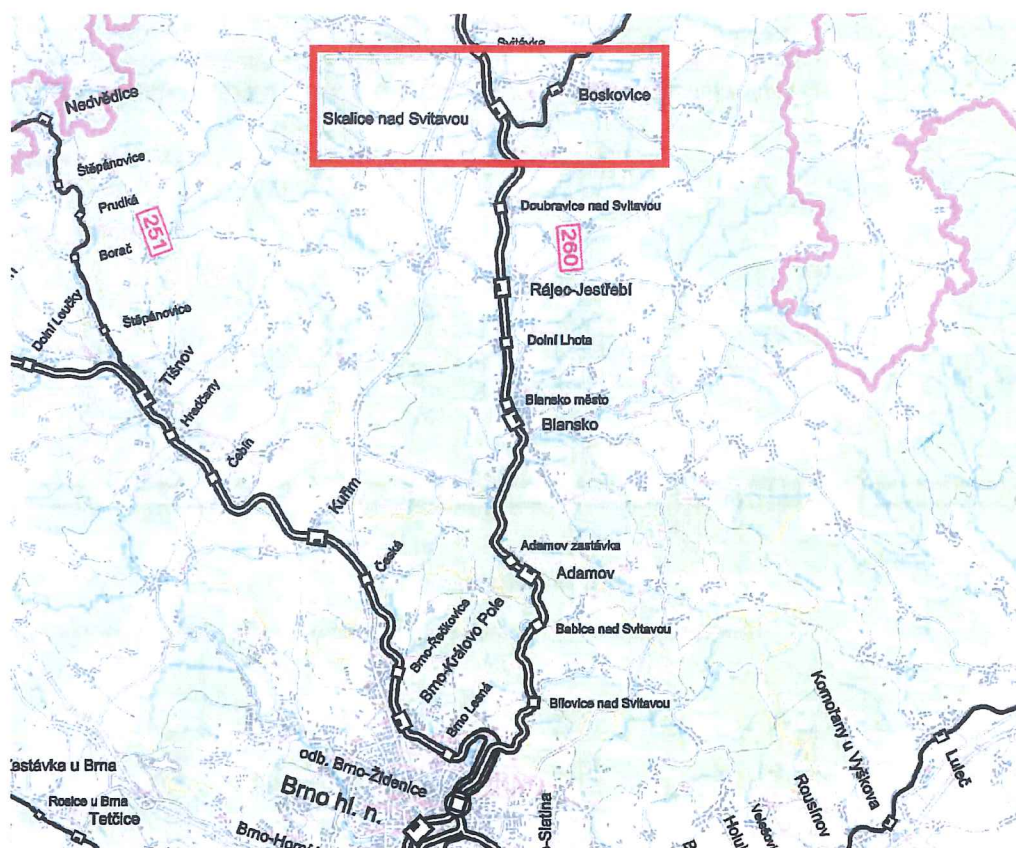 Svitávka
Boskovice
Skalice nad Svitavou
Nedvědice
Štěpánovice
Prudká
Borač
251
Doubravice nad Svitavou
260
Rájec-Jestřebí
Štěpánovice
Dolní Loučky
Dolní Lhota
Tišnov
Hradčany
Blansko město
Blansko
Čebín
Kuřim
Česká
Adamov zastávka
Adamov
Brno-Řečkovice
Brno-Královo Pole
Babice nad Svitavou
Brno Lesná
Bílovice nad Svitavou
odb. Brno-Židenice
Brno hl. n.
Komořany u Vyškova
Luleč
Rousínov
Zastávka u Brna
Rosice u Brna
Tetčice
-Slatina